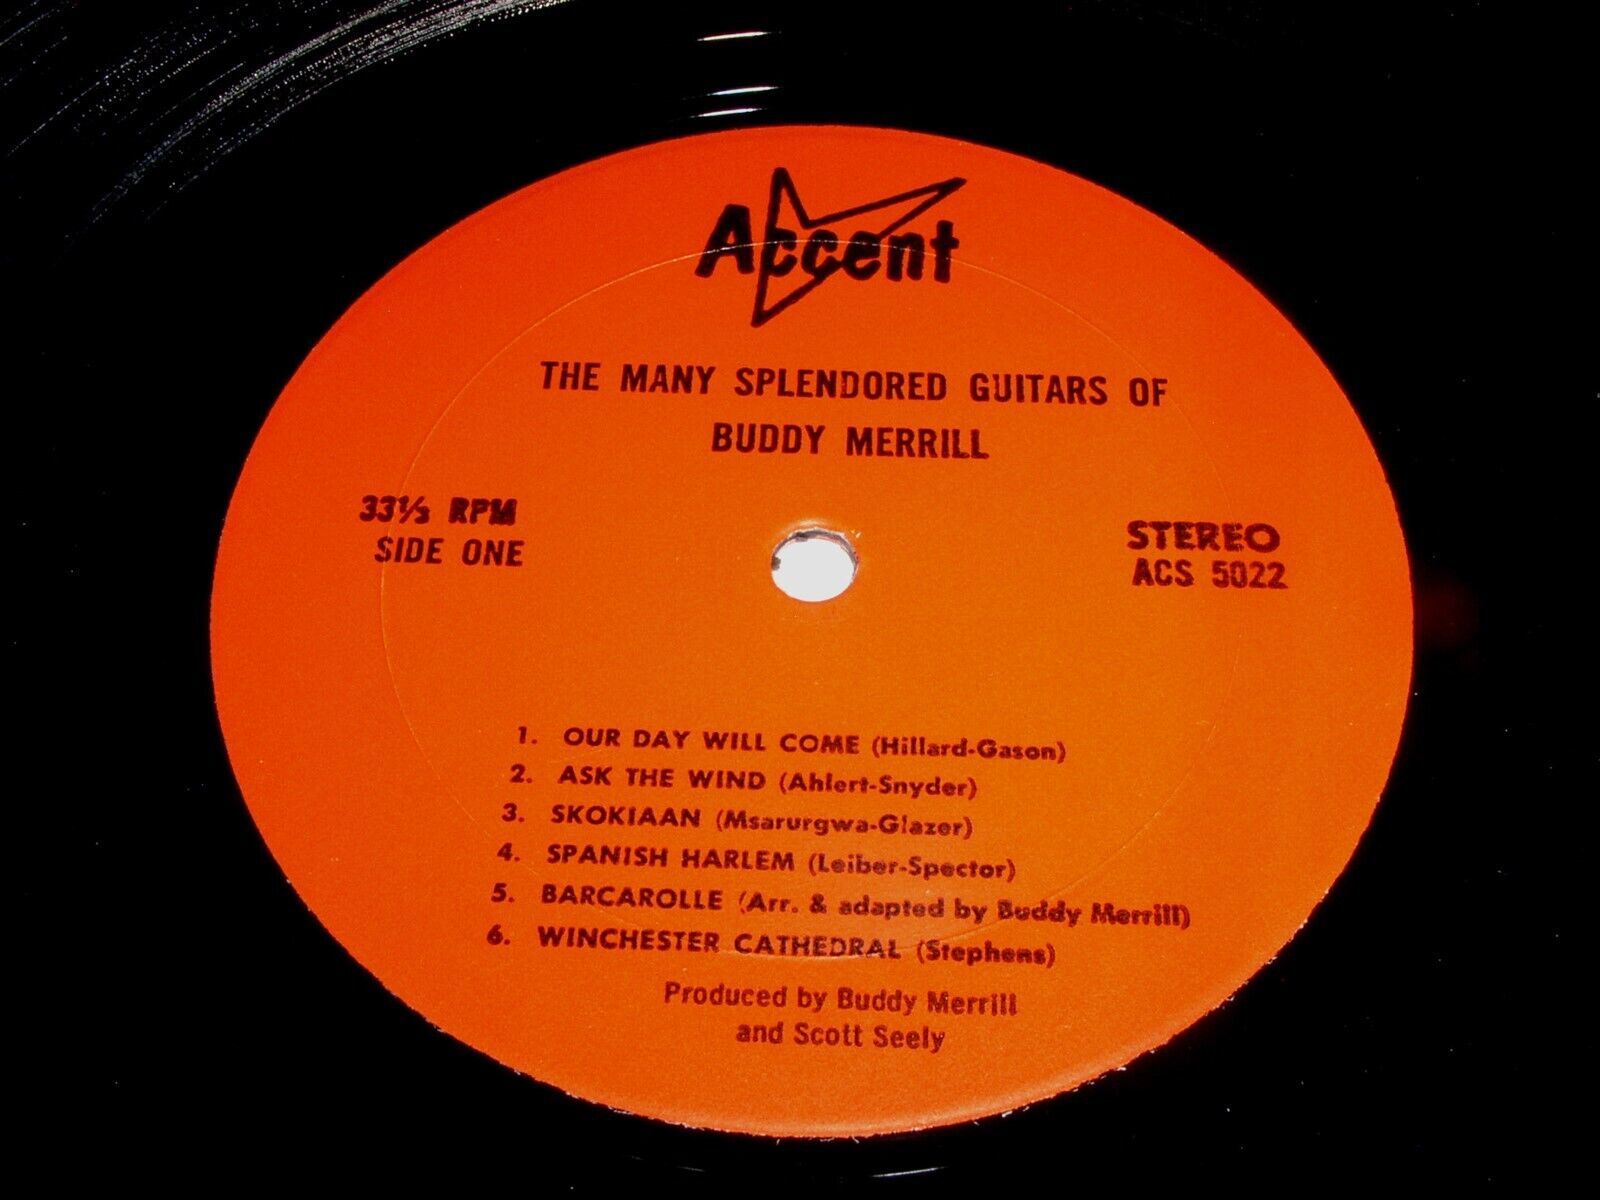 Accent
THE MANY SPLENDORED GUITARS OF
BUDDY MERRILL
33⅓ RPM
SIDE ONE
STEREO
ACS 5022
1. OUR DAY WILL COME (Hillard-Gason)
2. ASK THE WIND (Ahlert-Snyder)
3. SKOKIAAN (Msarurgwa-Glazer)
4. SPANISH HARLEM (Leiber-Spector)
5. BARCAROLLE (Arr. & adapted by Buddy Merrill)
6. WINCHESTER CATHEDRAL (Stephens)
Produced by Buddy Merrill
and Scott Seely